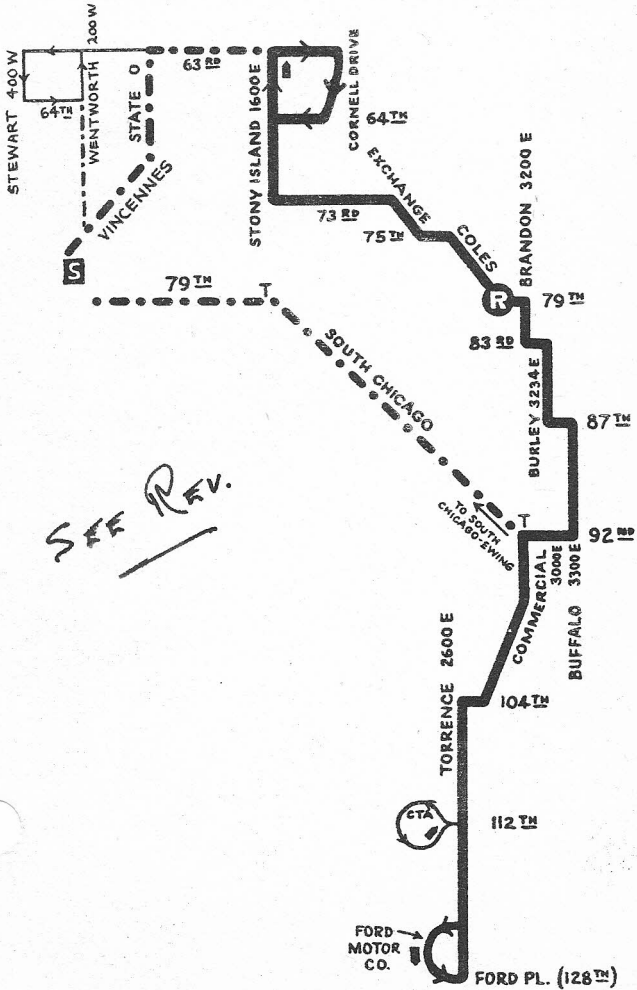 STEWART 400 W
64TH
WENTWORTH
200 W
STATE 0
VINCENNES
S
63RD
STONY ISLAND 1600 E
CORNELL DRIVE
64TH
73RD
EXCHANGE
75TH
COLES
BRANDON 3200 E
R
79TH
79TH
T
SOUTH CHICAGO
83RD
BURLEY 3234 E
87TH
T
TO SOUTH
CHICAGO-EWING
92ND
COMMERCIAL
3000 E
BUFFALO 3300 E
SEE REV.
TORRENCE 2600 E
104TH
CTA
112TH
FORD
MOTOR
CO.
FORD PL. (128TH)